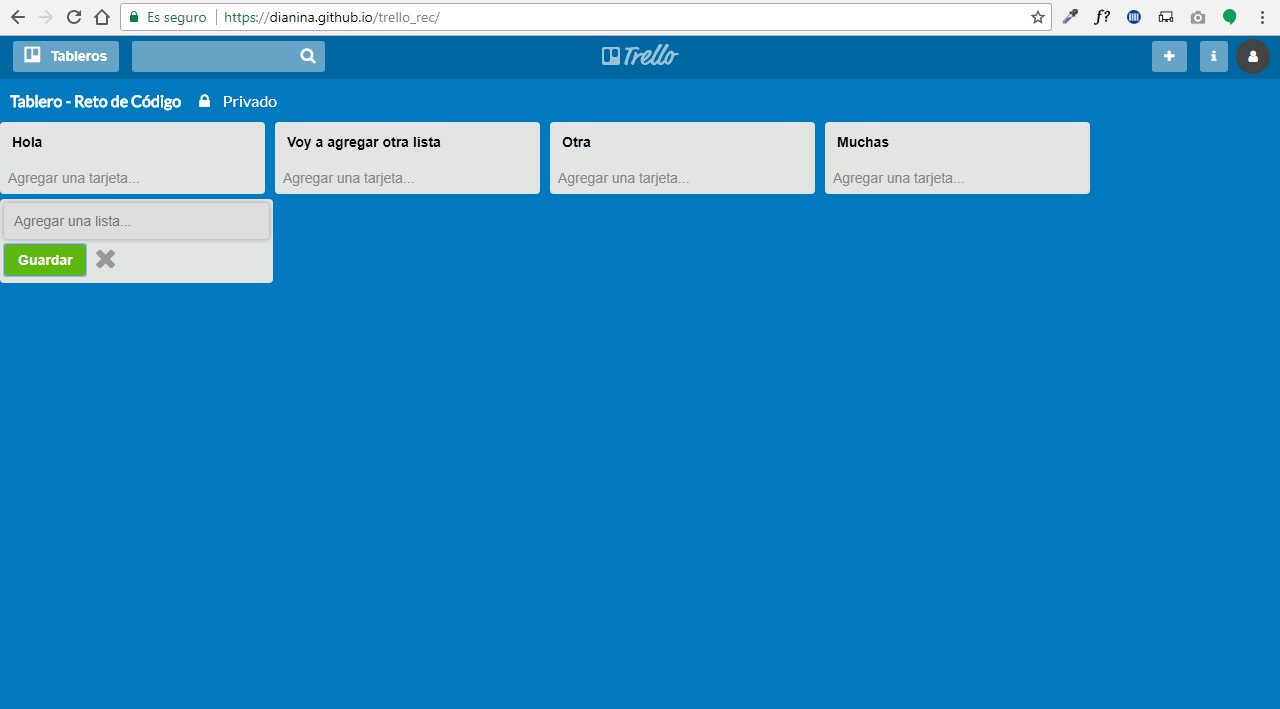 Es seguro https://dianina.github.io/trello_rec/ f?
Tableros Trello
Tablero - Reto de Código Privado
Hola Voy a agregar otra lista Otra Muchas
Agregar una tarjeta... Agregar una tarjeta... Agregar una tarjeta... Agregar una tarjeta...
Agregar una lista...
Guardar